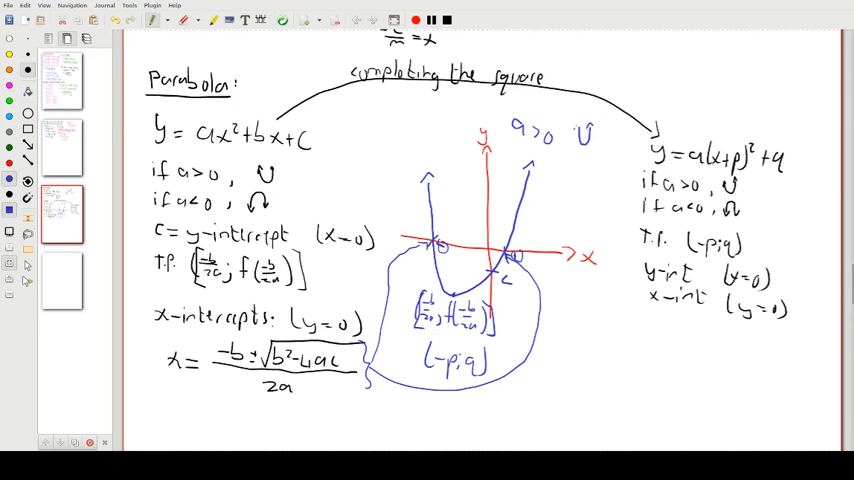 File Edit View Journal Tools Plugin Help
= x
completing the square
Parabola:
y = ax² + bx + c
if a>0,
if a<0,
c = y-intercept (x=0)
T.P. [-b/2a ; f(-b/2a)]
x-intercepts: (y=0)
x = -b ± √b²-4ac / 2a
a>0
y
x
c
[-b/2a ; f(-b/2a)]
(-p;q)
y = a(x+p)² + q
if a>0,
if a<0,
T.P. (-p;q)
y-int (x=0)
x-int (y=0)